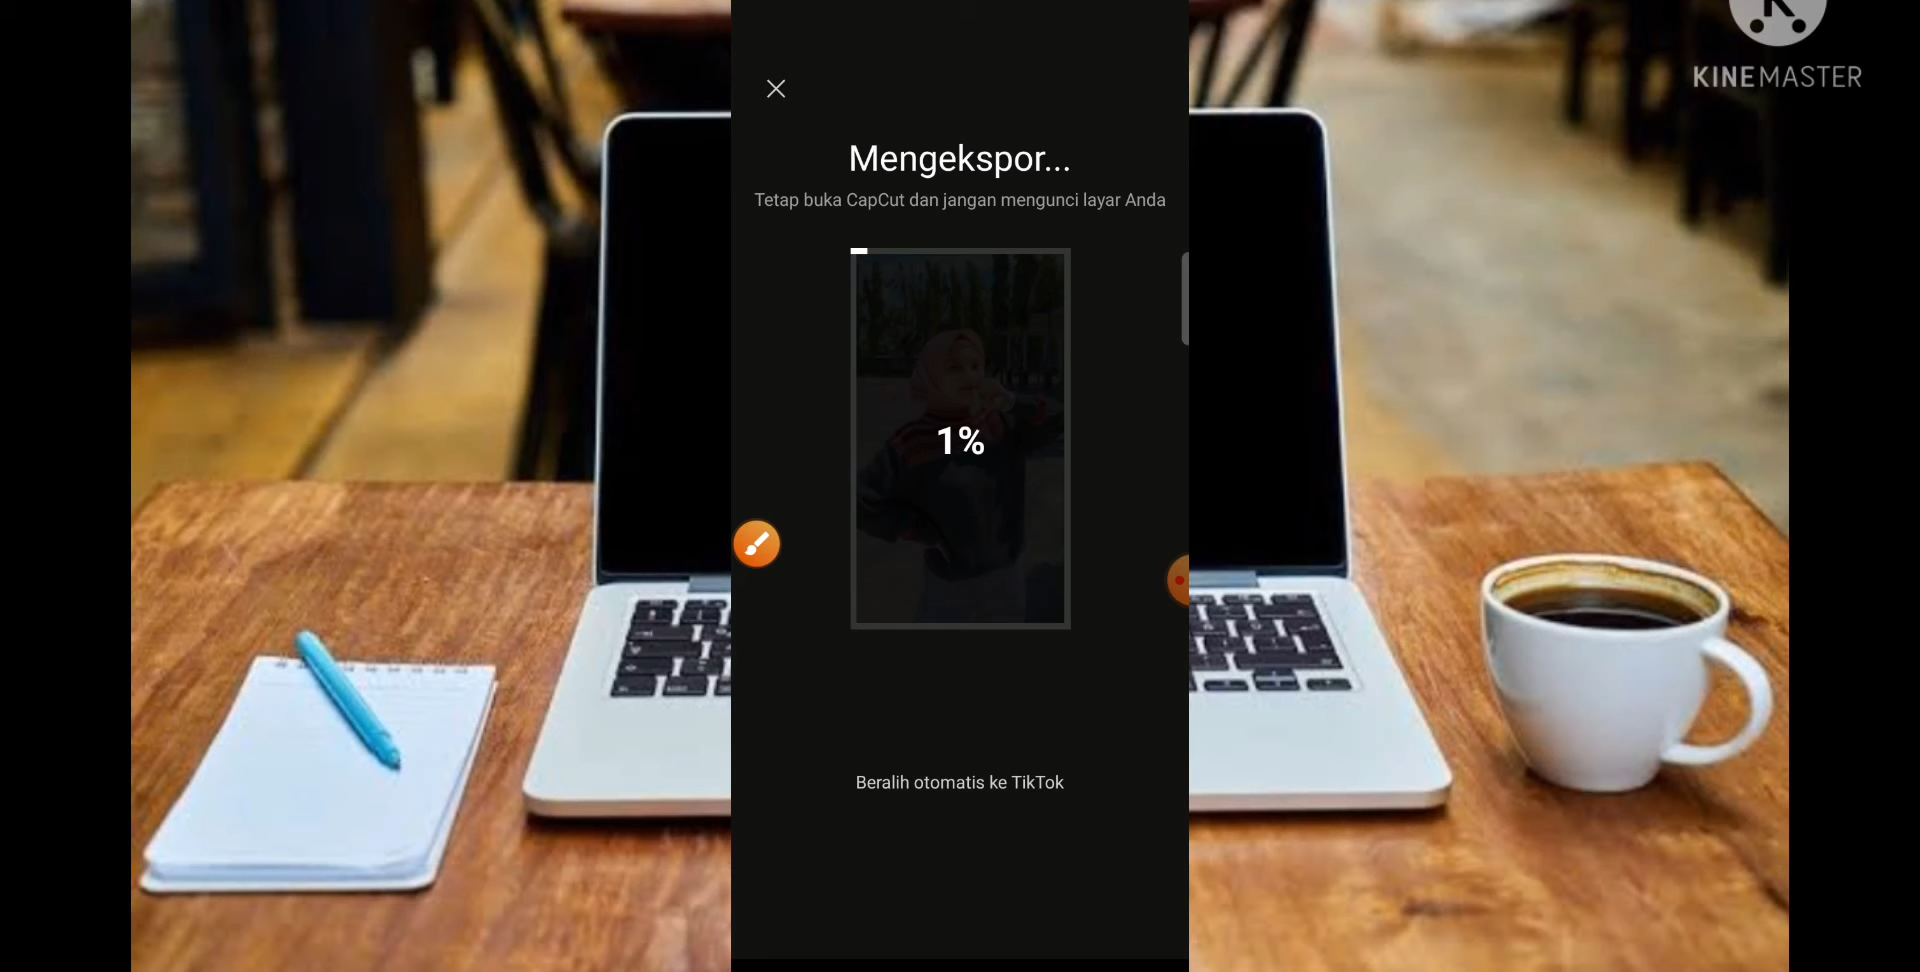 KINEMASTER
Mengekspor...
Tetap buka CapCut dan jangan mengunci layar Anda
1%
Beralih otomatis ke TikTok